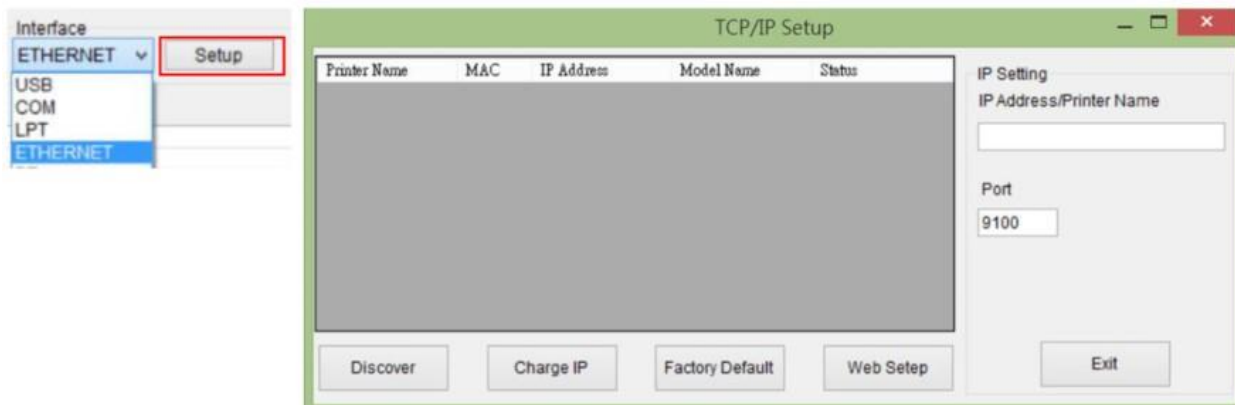 Interface
ETHERNET
Setup
USB
COM
LPT
ETHERNET
TCP/IP Setup
Printer Name MAC IP Address Model Name Status
IP Setting
IP Address/Printer Name
Port
9100
Discover Charge IP Factory Default Web Setep Exit